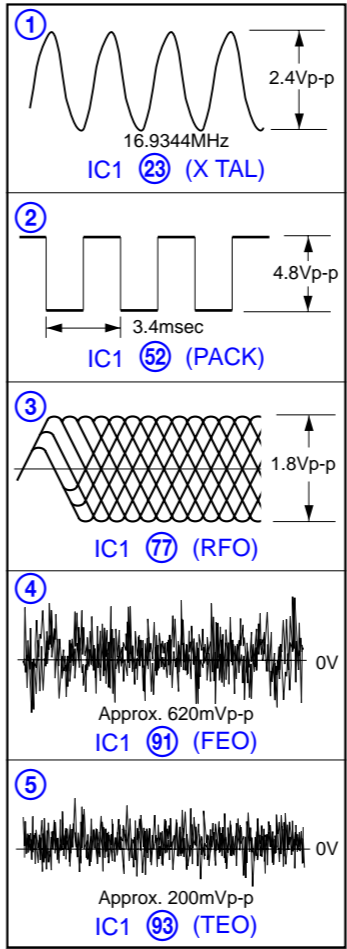 ①
2.4Vp-p
16.9344MHz
IC1 ㉓ (X TAL)
②
4.8Vp-p
3.4msec
IC1 52 (PACK)
③
1.8Vp-p
IC1 77 (RFO)
④
0V
Approx. 620mVp-p
IC1 91 (FEO)
⑤
0V
Approx. 200mVp-p
IC1 93 (TEO)